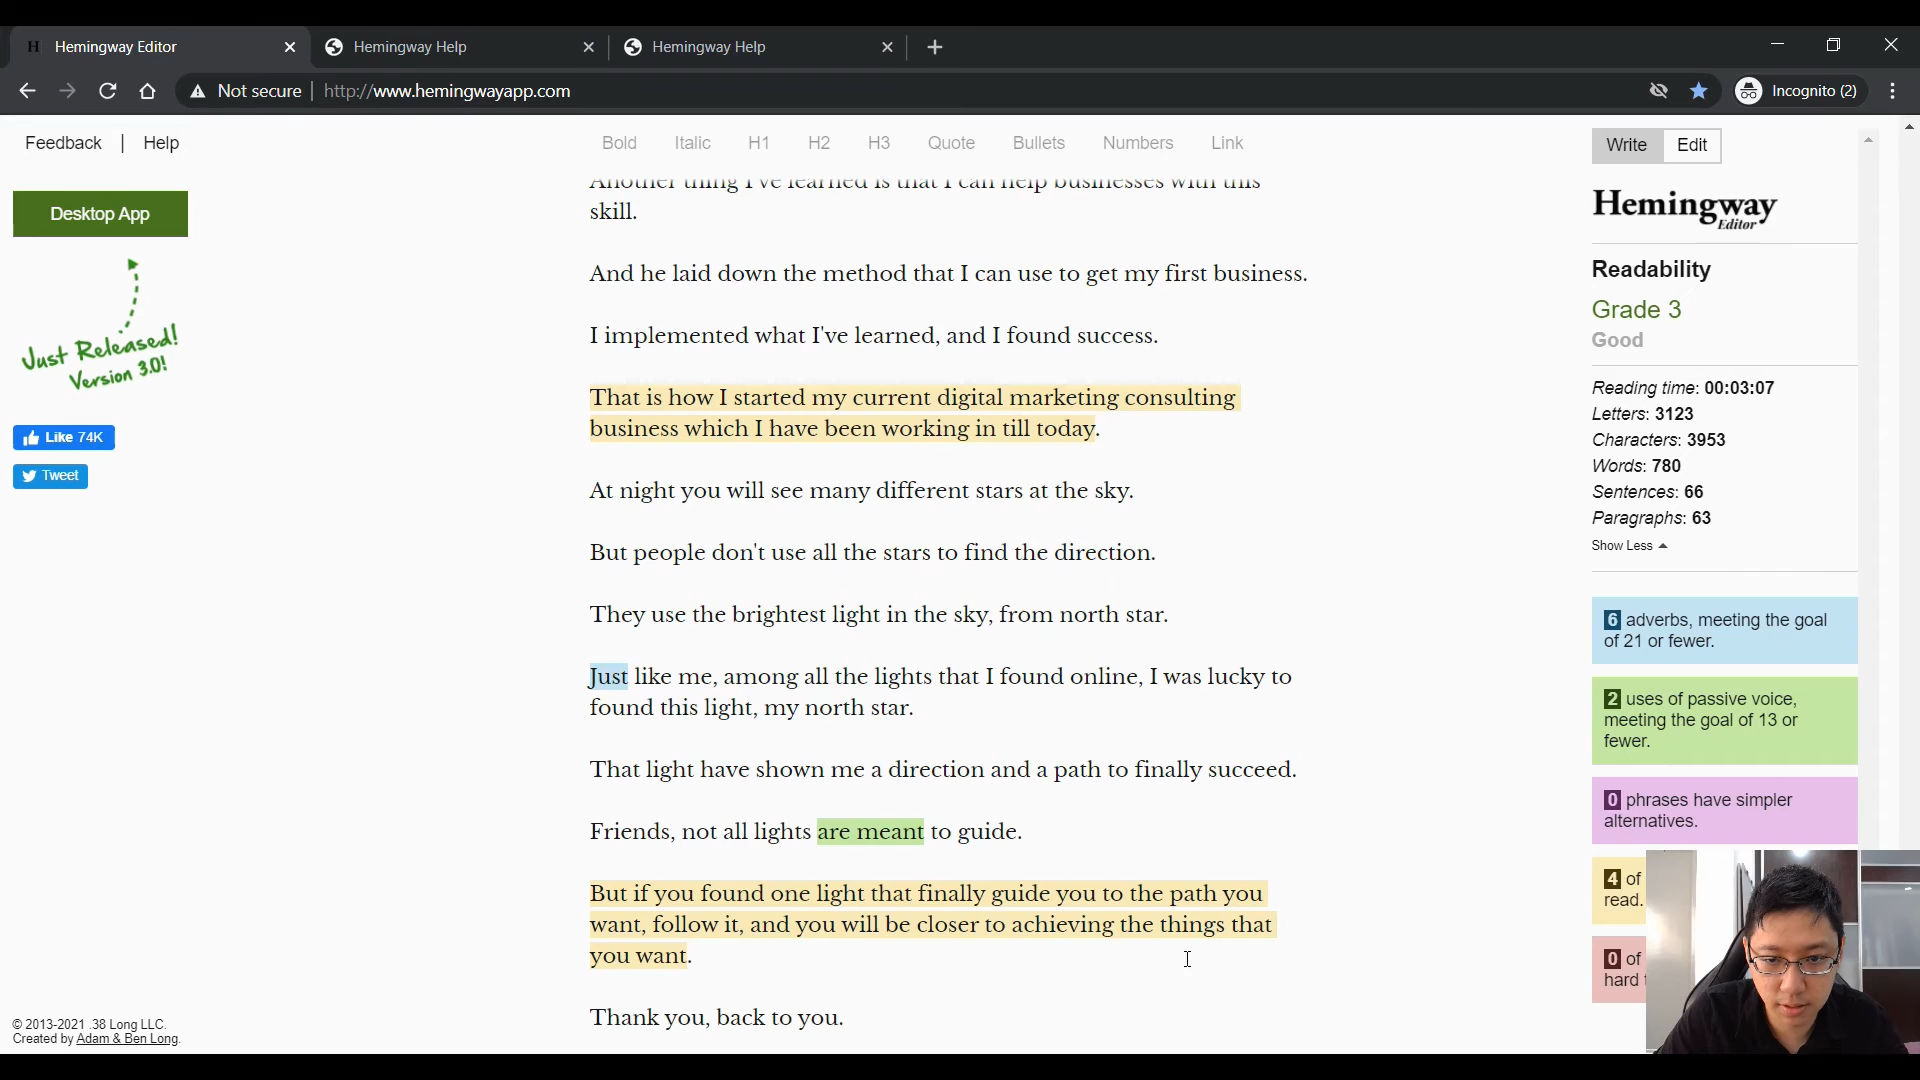 Hemingway Editor
Hemingway Help
Hemingway Help
Not secure
http://www.hemingwayapp.com
Incognito (2)
Feedback | Help
Bold Italic H1 H2 H3 Quote Bullets Numbers Link
Write Edit
Desktop App
Just Released!
Version 3.0!
Like 74K
Tweet
Another thing I've learned is that I can help businesses with this
skill.
And he laid down the method that I can use to get my first business.
I implemented what I've learned, and I found success.
That is how I started my current digital marketing consulting
business which I have been working in till today.
At night you will see many different stars at the sky.
But people don't use all the stars to find the direction.
They use the brightest light in the sky, from north star.
Just like me, among all the lights that I found online, I was lucky to
found this light, my north star.
That light have shown me a direction and a path to finally succeed.
Friends, not all lights are meant to guide.
But if you found one light that finally guide you to the path you
want, follow it, and you will be closer to achieving the things that
you want.
Thank you, back to you.
Hemingway
Editor
Readability
Grade 3
Good
Reading time: 00:03:07
Letters: 3123
Characters: 3953
Words: 780
Sentences: 66
Paragraphs: 63
Show Less
6 adverbs, meeting the goal
of 21 or fewer.
2 uses of passive voice,
meeting the goal of 13 or
fewer.
0 phrases have simpler
alternatives.
4 of
read.
0 of
hard
© 2013-2021 .38 Long LLC.
Created by Adam & Ben Long.